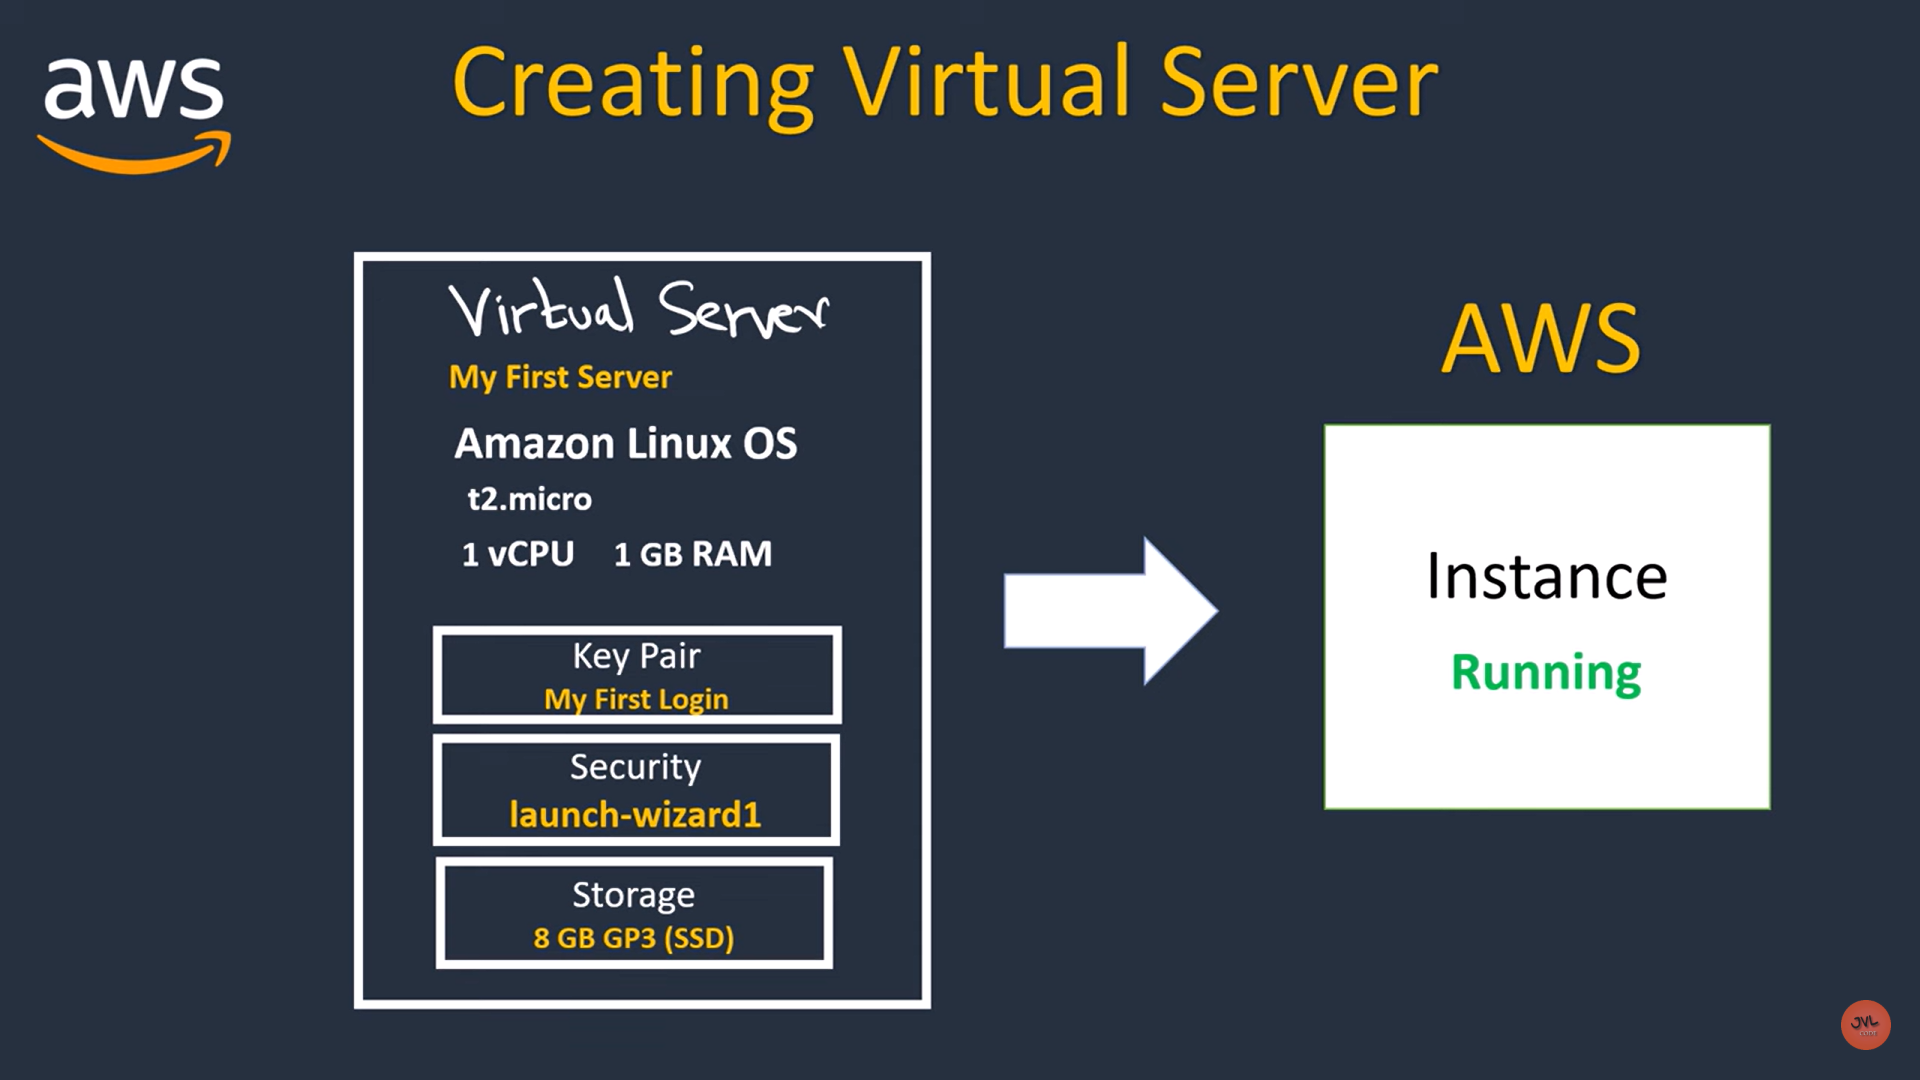 aws
Creating Virtual Server
Virtual Server
My First Server
Amazon Linux OS
t2.micro
1 vCPU 1 GB RAM
Key Pair
My First Login
Security
launch-wizard1
Storage
8 GB GP3 (SSD)
AWS
Instance
Running
JVL